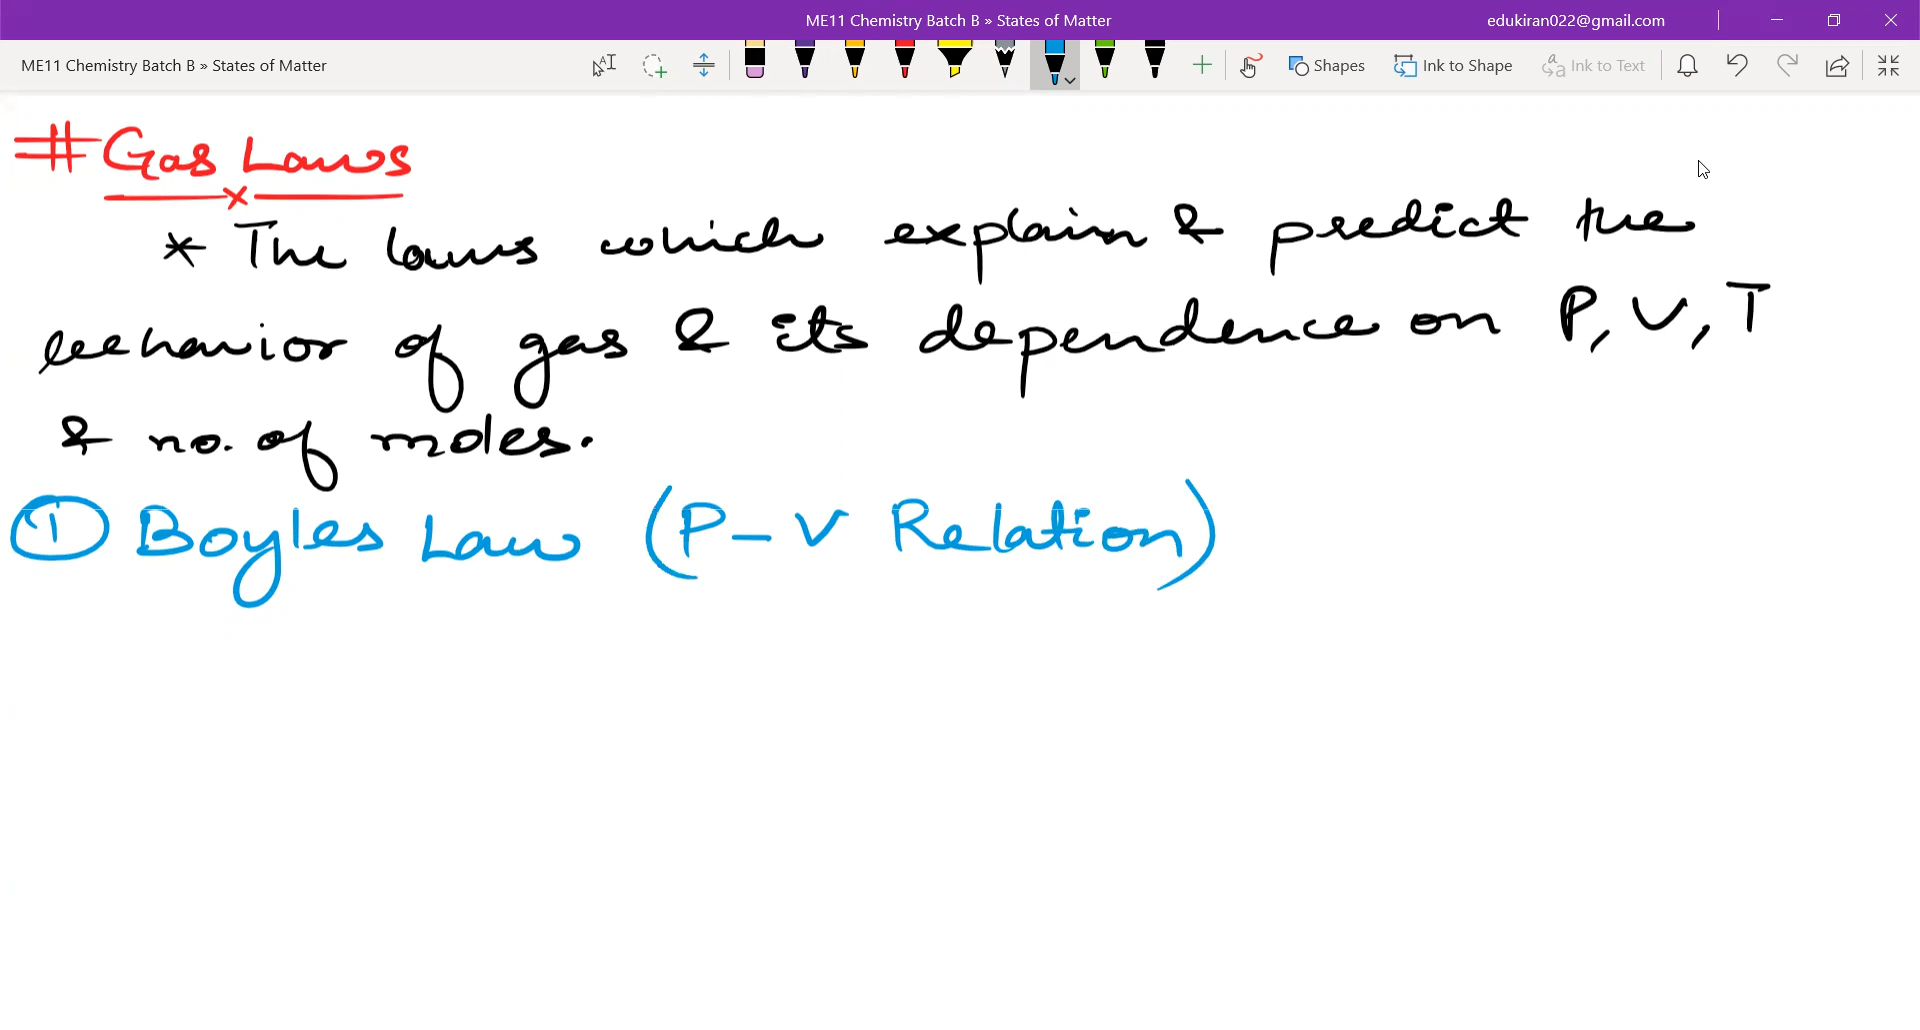 ME11 Chemistry Batch B » States of Matter
edukiran022@gmail.com
ME11 Chemistry Batch B » States of Matter
Shapes
Ink to Shape
Ink to Text
# Gas Laws
* The laws which explain & predict the
behavior of gas & its dependence on P, V, T
& no. of moles.
① Boyles Law (P – V Relation)